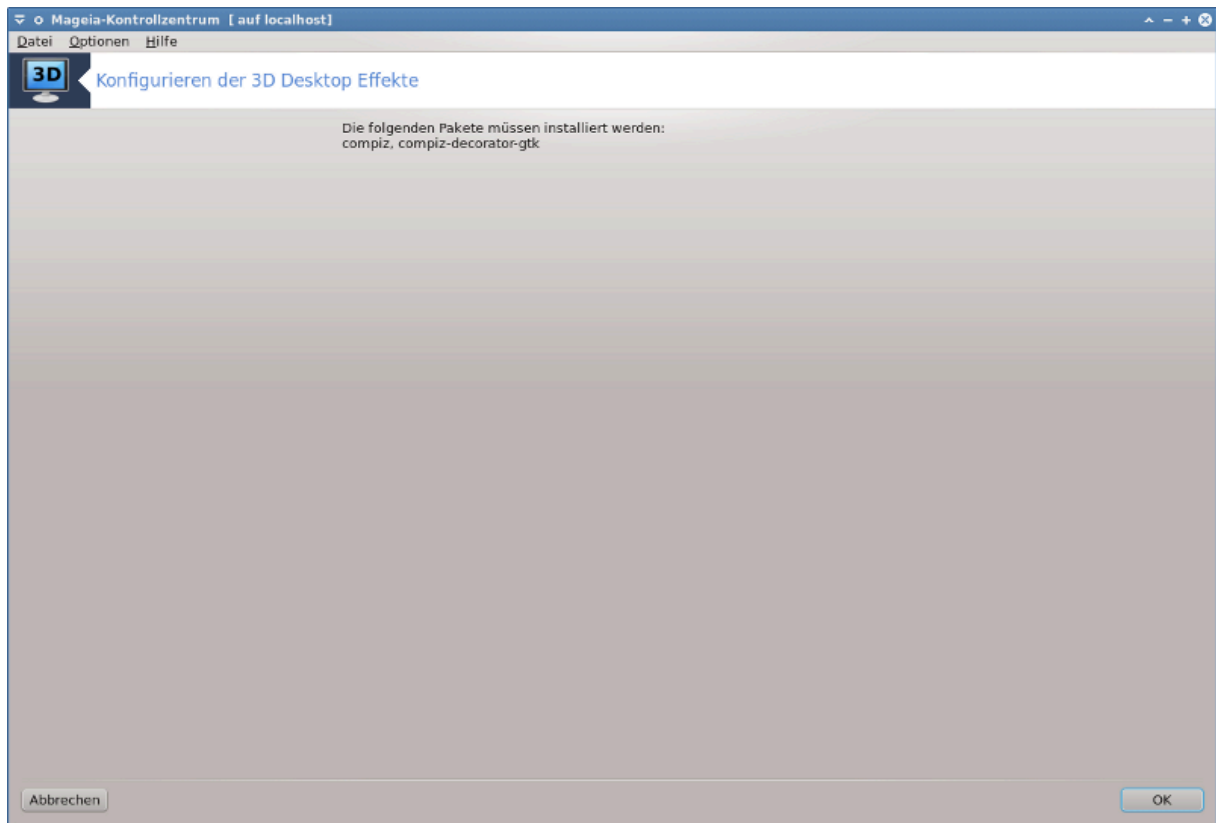 Mageia-Kontrollzentrum [ auf localhost]
Datei Optionen Hilfe
3D
Konfigurieren der 3D Desktop Effekte
Die folgenden Pakete müssen installiert werden:
compiz, compiz-decorator-gtk
Abbrechen OK